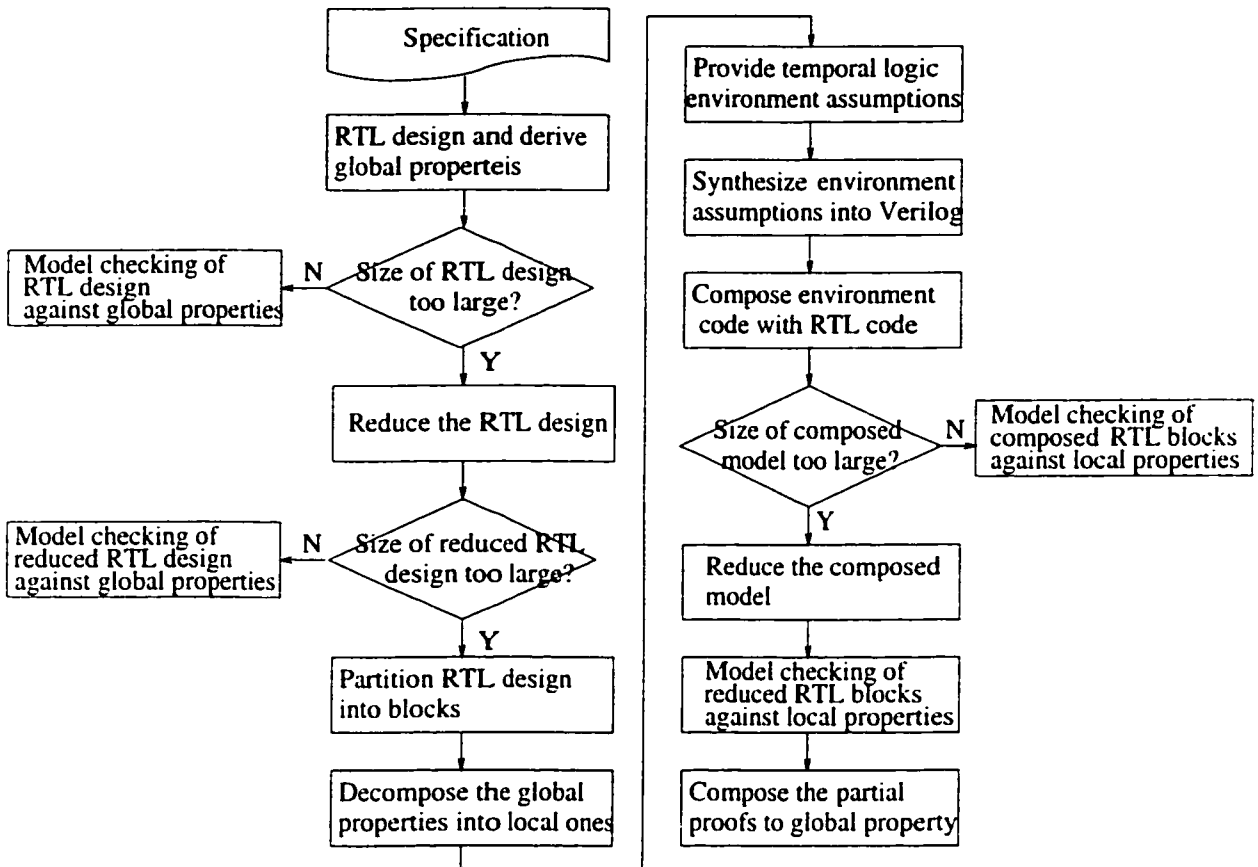 Specification
RTL design and derive
global properteis
Size of RTL design
too large?
N
Model checking of
RTL design
against global properties
Y
Reduce the RTL design
Size of reduced RTL
design too large?
N
Model checking of
reduced RTL design
against global properties
Y
Partition RTL design
into blocks
Decompose the global
properties into local ones
Provide temporal logic
environment assumptions
Synthesize environment
assumptions into Verilog
Compose environment
code with RTL code
Size of composed
model too large?
N
Model checking of
composed RTL blocks
against local properties
Y
Reduce the composed
model
Model checking of
reduced RTL blocks
against local properties
Compose the partial
proofs to global property